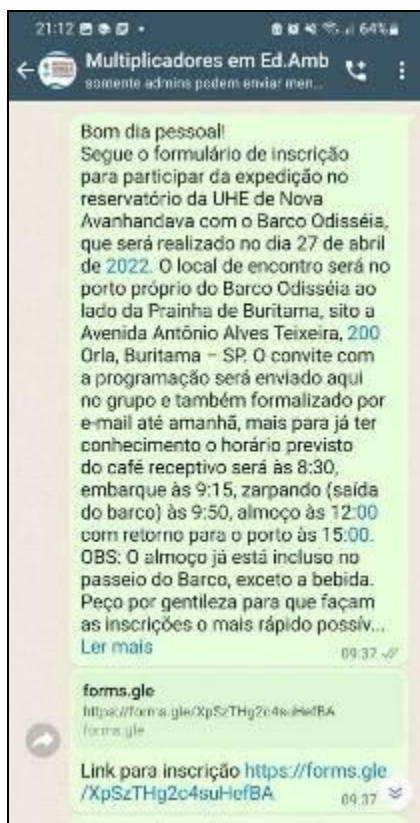 21:12
64%
Multiplicadores em Ed.Amb
somente admins podem enviar men...
Bom dia pessoal!
Segue o formulário de inscrição
para participar da expedição no
reservatório da UHE de Nova
Avanhandava com o Barco Odisséia,
que será realizado no dia 27 de abril
de 2022. O local de encontro será no
porto próprio do Barco Odisséia ao
lado da Prainha de Buritama, sito a
Avenida Antônio Alves Teixeira, 200
Orla, Buritama – SP. O convite com
a programação será enviado aqui
no grupo e também formalizado por
e-mail até amanhã, mais para já ter
conhecimento o horário previsto
do café receptivo será às 8:30,
embarque às 9:15, zarpando (saída
do barco) às 9:50, almoço às 12:00
com retorno para o porto às 15:00.
OBS: O almoço já está incluso no
passeio do Barco, exceto a bebida.
Peço por gentileza para que façam
as inscrições o mais rápido possív...
Ler mais
09:37
forms.gle
https://forms.gle/XpSzTHg2c4suHefBA
forms.gle
Link para inscrição https://forms.gle
/XpSzTHg2c4suHefBA
09:37